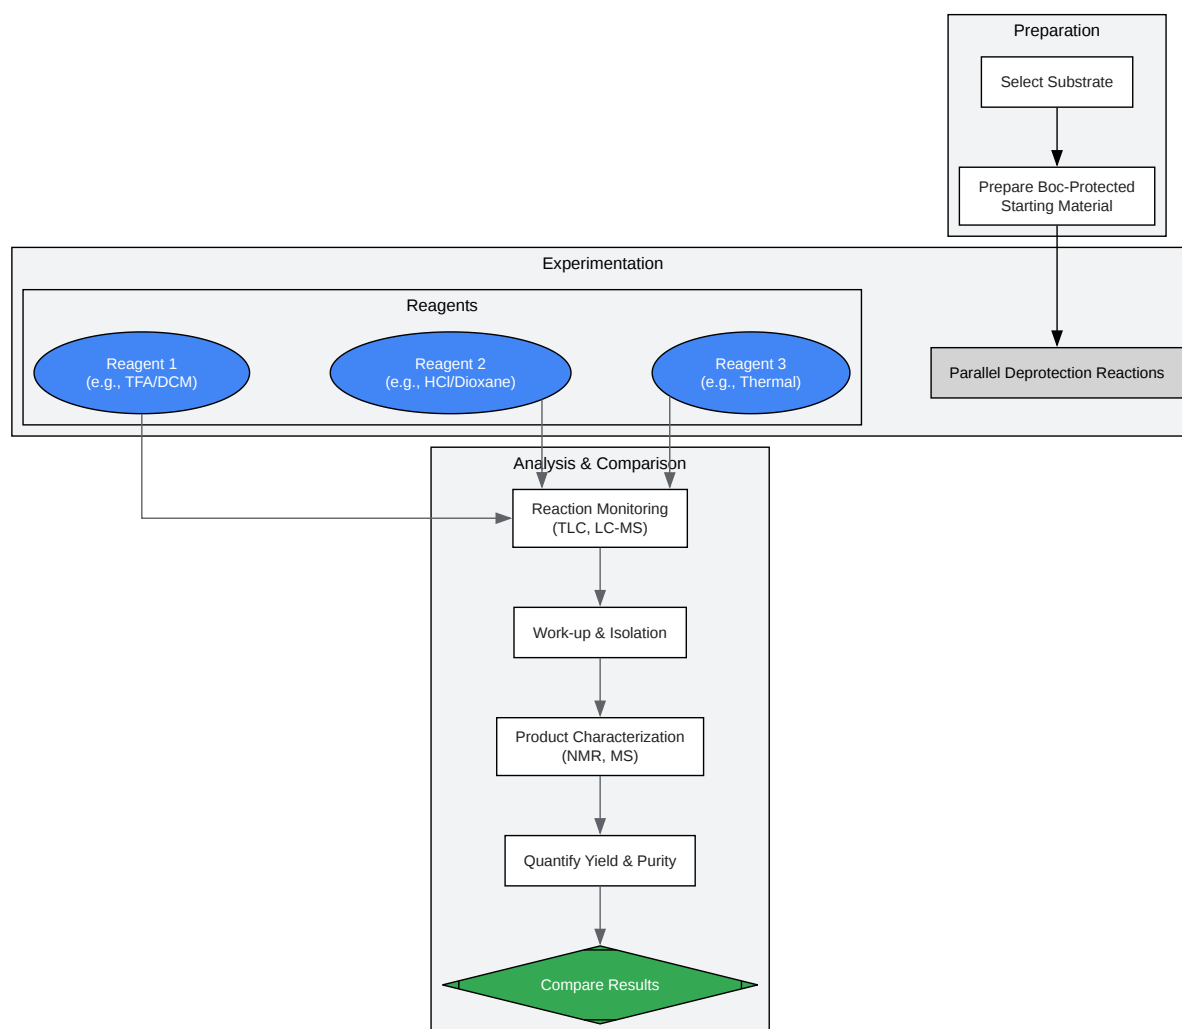 Preparation
Select Substrate
Prepare Boc-Protected
Starting Material
Experimentation
Reagents
Reagent 1
(e.g., TFA/DCM)
Reagent 2
(e.g., HCl/Dioxane)
Reagent 3
(e.g., Thermal)
Parallel Deprotection Reactions
Analysis & Comparison
Reaction Monitoring
(TLC, LC-MS)
Work-up & Isolation
Product Characterization
(NMR, MS)
Quantify Yield & Purity
Compare Results